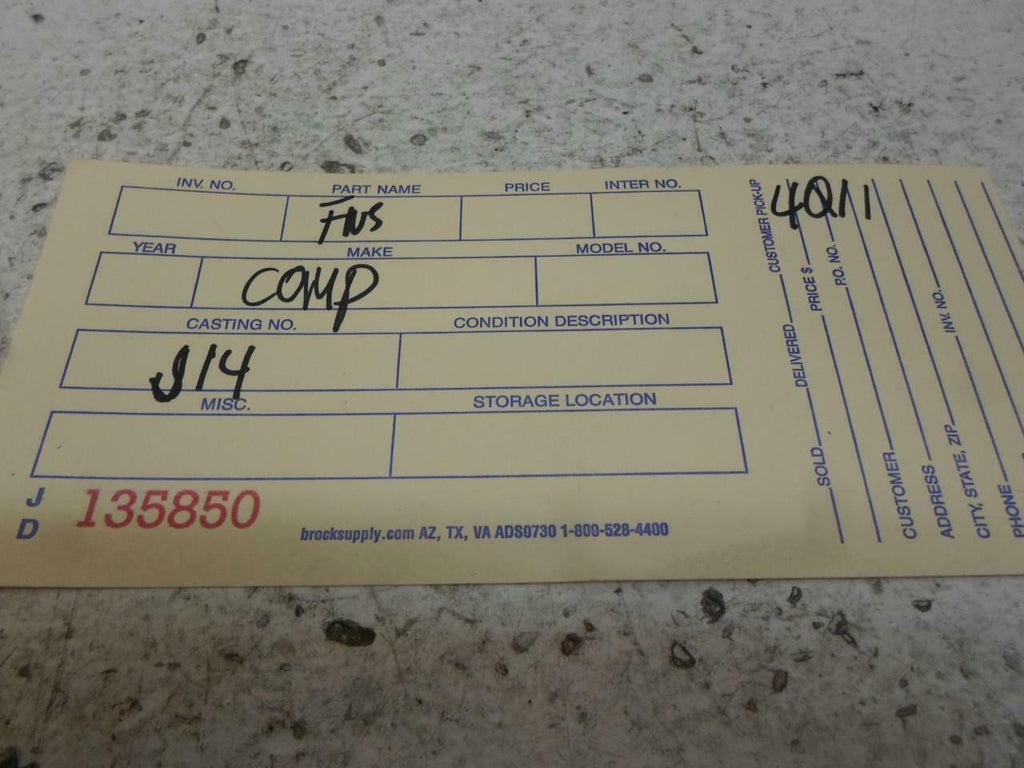 INV. NO. PART NAME PRICE INTER NO.
FNS
YEAR MAKE MODEL NO.
COMP
CASTING NO. CONDITION DESCRIPTION
J14
MISC. STORAGE LOCATION
J
D
135850
brocksupply.com AZ, TX, VA ADS0730 1-800-528-4400
CUSTOMER PICK-UP
4Q11
SOLD DELIVERED
PRICE $
P.O. NO.
CUSTOMER
ADDRESS
CITY, STATE, ZIP INV. NO.
PHONE